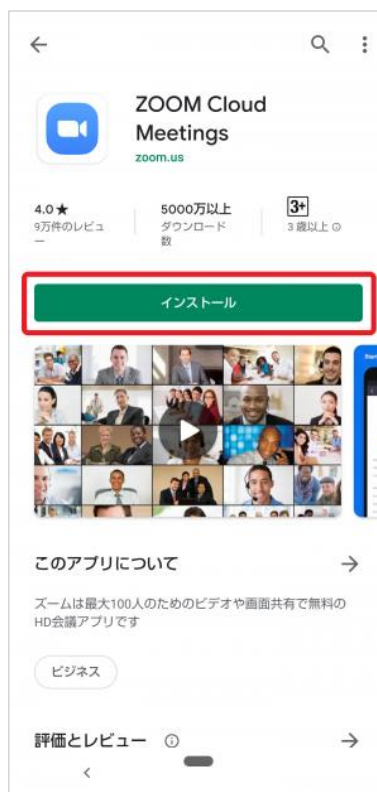 ZOOM Cloud
Meetings
zoom.us
4.0★
9万件のレビュ
ー
5000万以上
ダウンロード
数
3+
3 歳以上
インストール
このアプリについて
ズームは最大100人のためのビデオや画面共有で無料の
HD会議アプリです
ビジネス
評価とレビュー